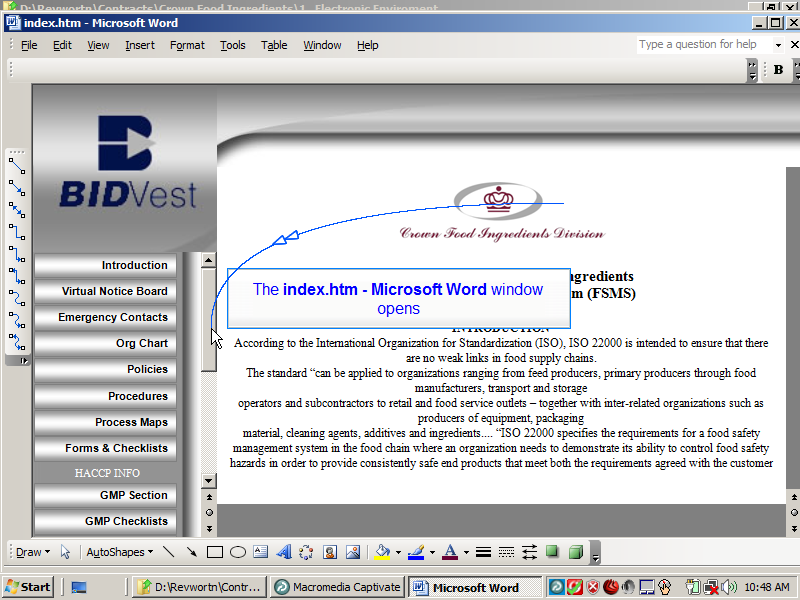 D:\Revwortn\Contracts\Crown Food Ingredients\1. Electronic Enviroment
index.htm - Microsoft Word
File Edit View Insert Format Tools Table Window Help
Type a question for help
B
BIDVest
Crown Food Ingredients Division
Introduction
Virtual Notice Board
Emergency Contacts
Org Chart
Policies
Procedures
Process Maps
Forms & Checklists
HACCP INFO
GMP Section
GMP Checklists
The index.htm - Microsoft Word window
opens
gredients
m (FSMS)
INTRODUCTION
According to the International Organization for Standardization (ISO), ISO 22000 is intended to ensure that there
are no weak links in food supply chains.
The standard “can be applied to organizations ranging from feed producers, primary producers through food
manufacturers, transport and storage
operators and subcontractors to retail and food service outlets – together with inter-related organizations such as
producers of equipment, packaging
material, cleaning agents, additives and ingredients.... “ISO 22000 specifies the requirements for a food safety
management system in the food chain where an organization needs to demonstrate its ability to control food safety
hazards in order to provide consistently safe end products that meet both the requirements agreed with the customer
Draw AutoShapes
Start D:\Revwortn\Contr... Macromedia Captivate Microsoft Word 10:48 AM